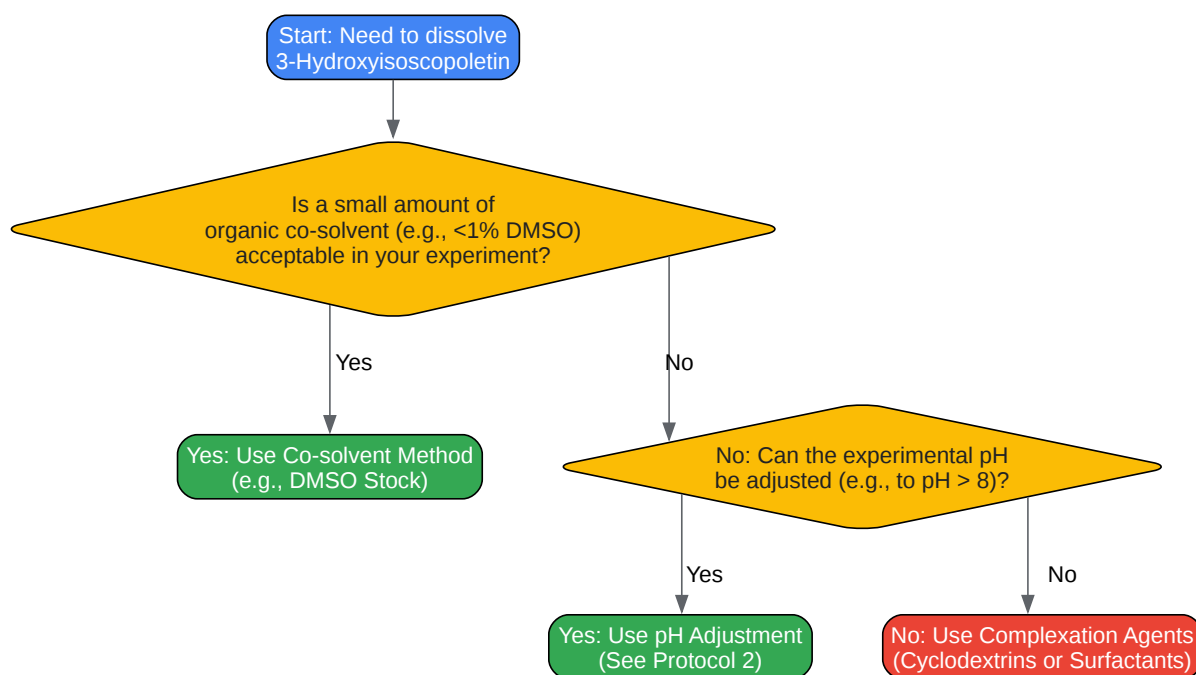 Start: Need to dissolve
3-Hydroxyisoscopoletin
Is a small amount of
organic co-solvent (e.g., <1% DMSO)
acceptable in your experiment?
Yes
No
Yes: Use Co-solvent Method
(e.g., DMSO Stock)
No: Can the experimental pH
be adjusted (e.g., to pH > 8)?
Yes
No
Yes: Use pH Adjustment
(See Protocol 2)
No: Use Complexation Agents
(Cyclodextrins or Surfactants)